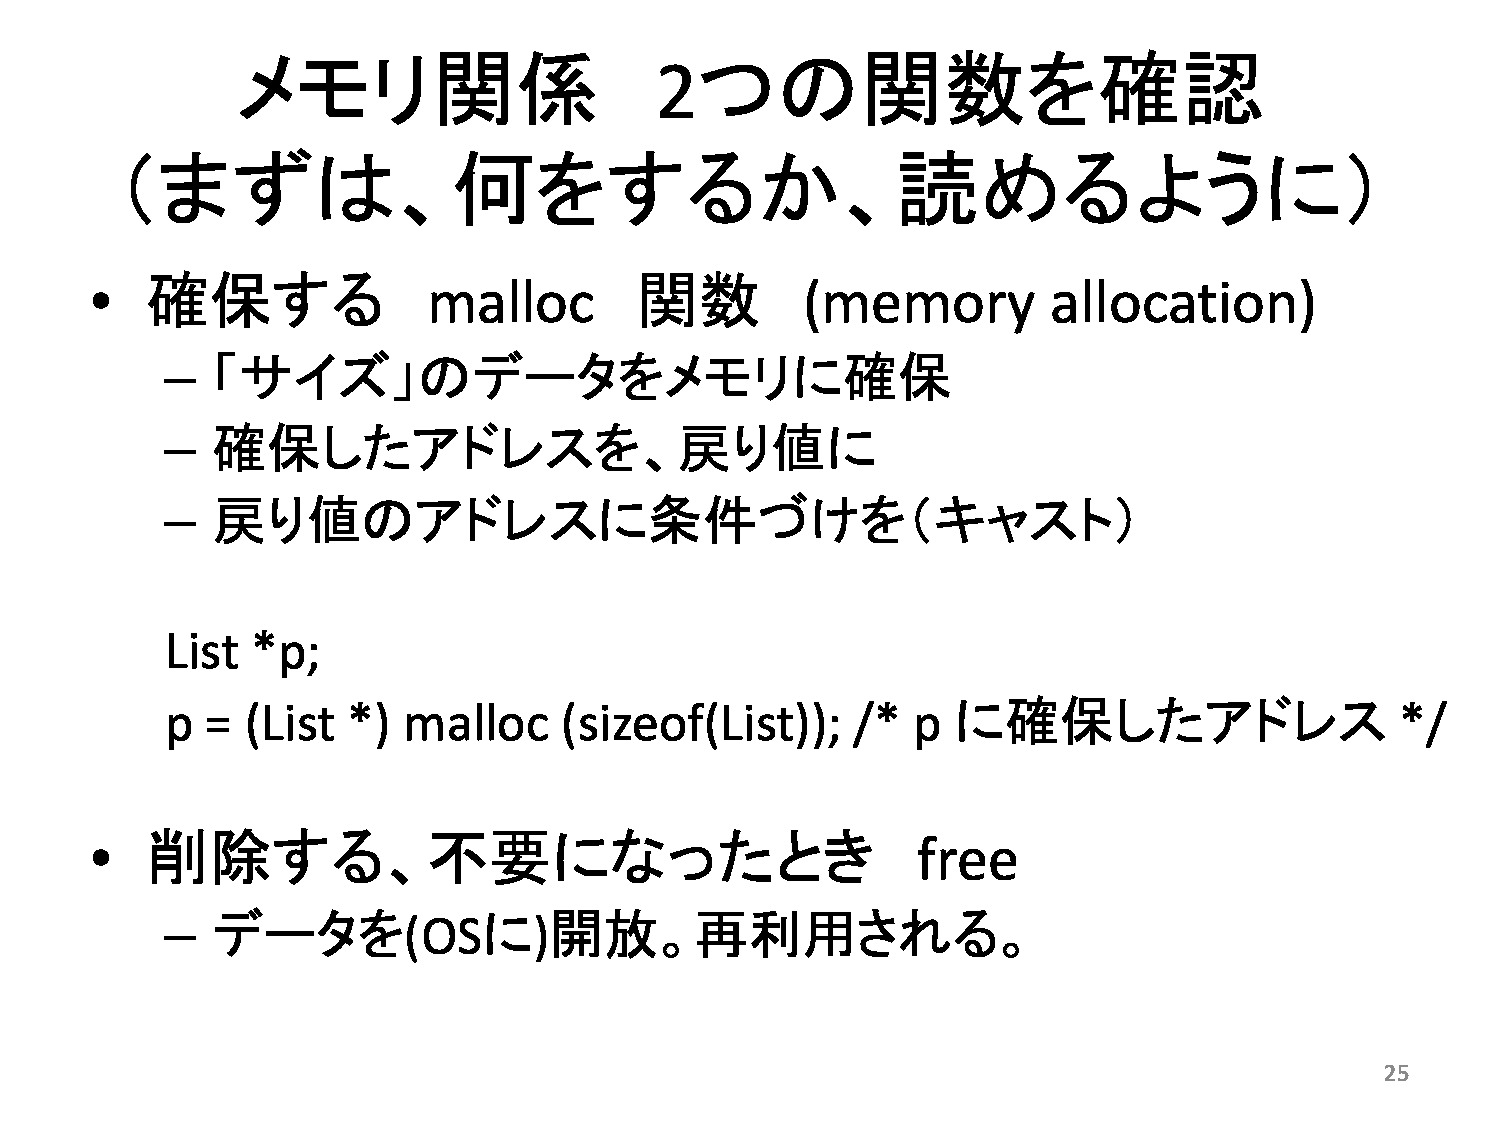 メモリ関係　2つの関数を確認
（まずは、何をするか、読めるように）
• 確保する　malloc　関数　(memory allocation)
– 「サイズ」のデータをメモリに確保
– 確保したアドレスを、戻り値に
– 戻り値のアドレスに条件づけを（キャスト）
List *p;
p = (List *) malloc (sizeof(List)); /* p に確保したアドレス */
• 削除する、不要になったとき　free
– データを(OSに)開放。再利用される。
25